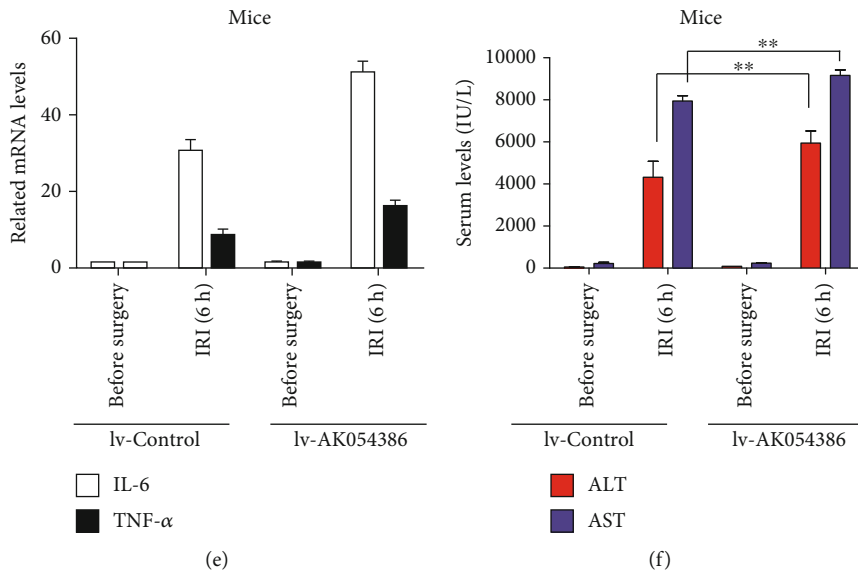 Mice
Related mRNA levels
60
40
20
0
Before surgery
IRI (6 h)
Before surgery
IRI (6 h)
lv-Control
lv-AK054386
IL-6
TNF-α
(e)
Mice
Serum levels (IU/L)
10000
8000
6000
4000
2000
0
**
**
Before surgery
IRI (6 h)
Before surgery
IRI (6 h)
lv-Control
lv-AK054386
ALT
AST
(f)